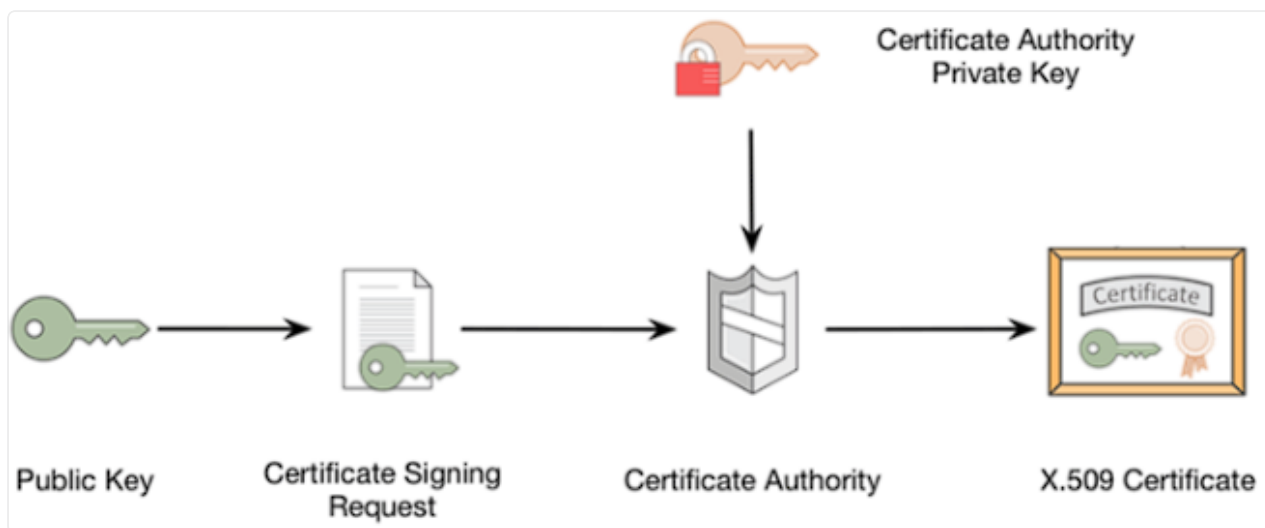 Certificate Authority
Private Key
Certificate
Public Key
Certificate Signing
Request
Certificate Authority
X.509 Certificate